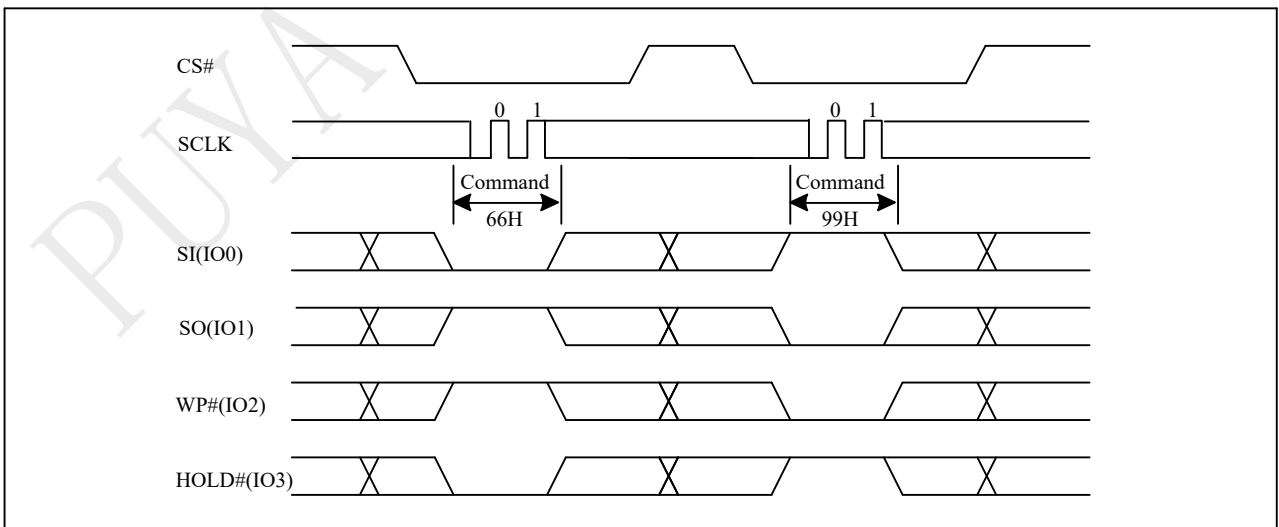 PUYA
CS#
0 1 0 1
SCLK
Command Command
66H 99H
SI(IO0)
SO(IO1)
WP#(IO2)
HOLD#(IO3)